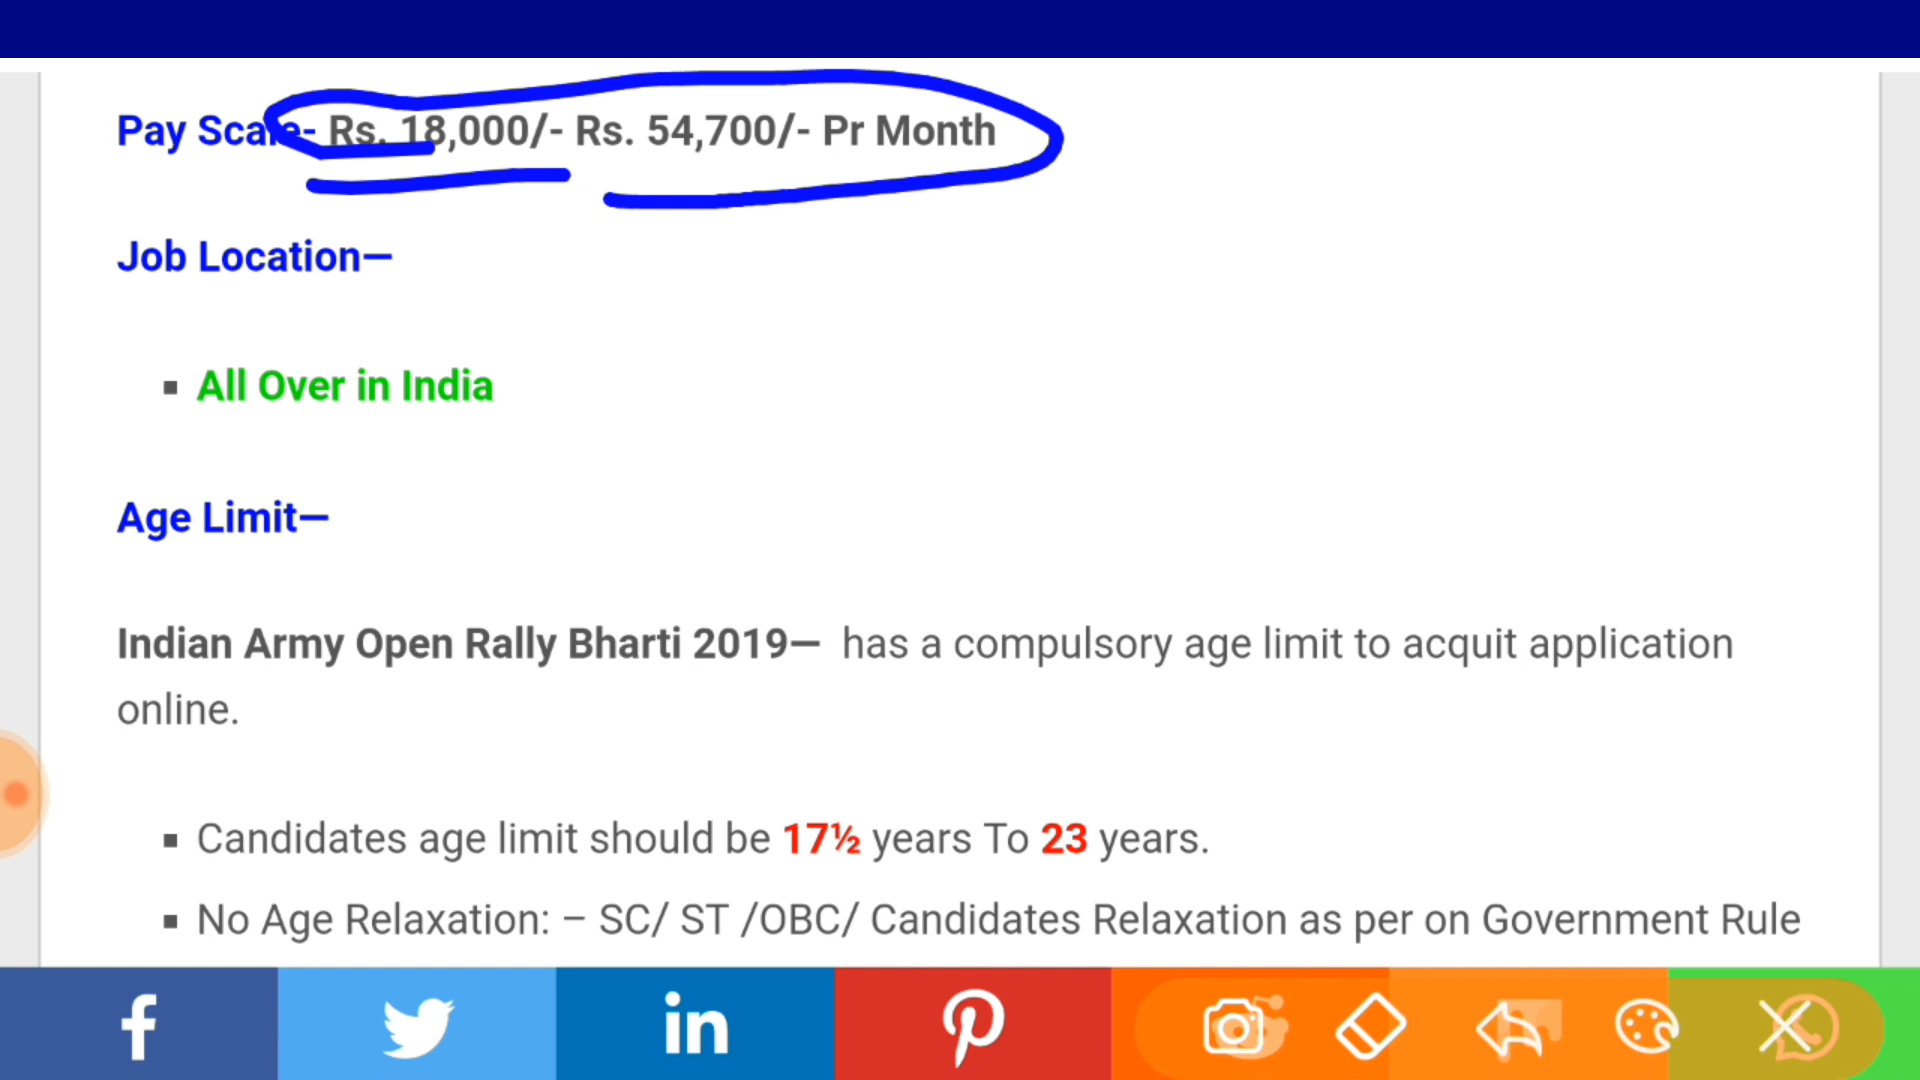 Pay Scale- Rs. 18,000/- Rs. 54,700/- Pr Month
Job Location—
▪ All Over in India
Age Limit—
Indian Army Open Rally Bharti 2019— has a compulsory age limit to acquit application
online.
▪ Candidates age limit should be 17½ years To 23 years.
▪ No Age Relaxation: – SC/ ST /OBC/ Candidates Relaxation as per on Government Rule